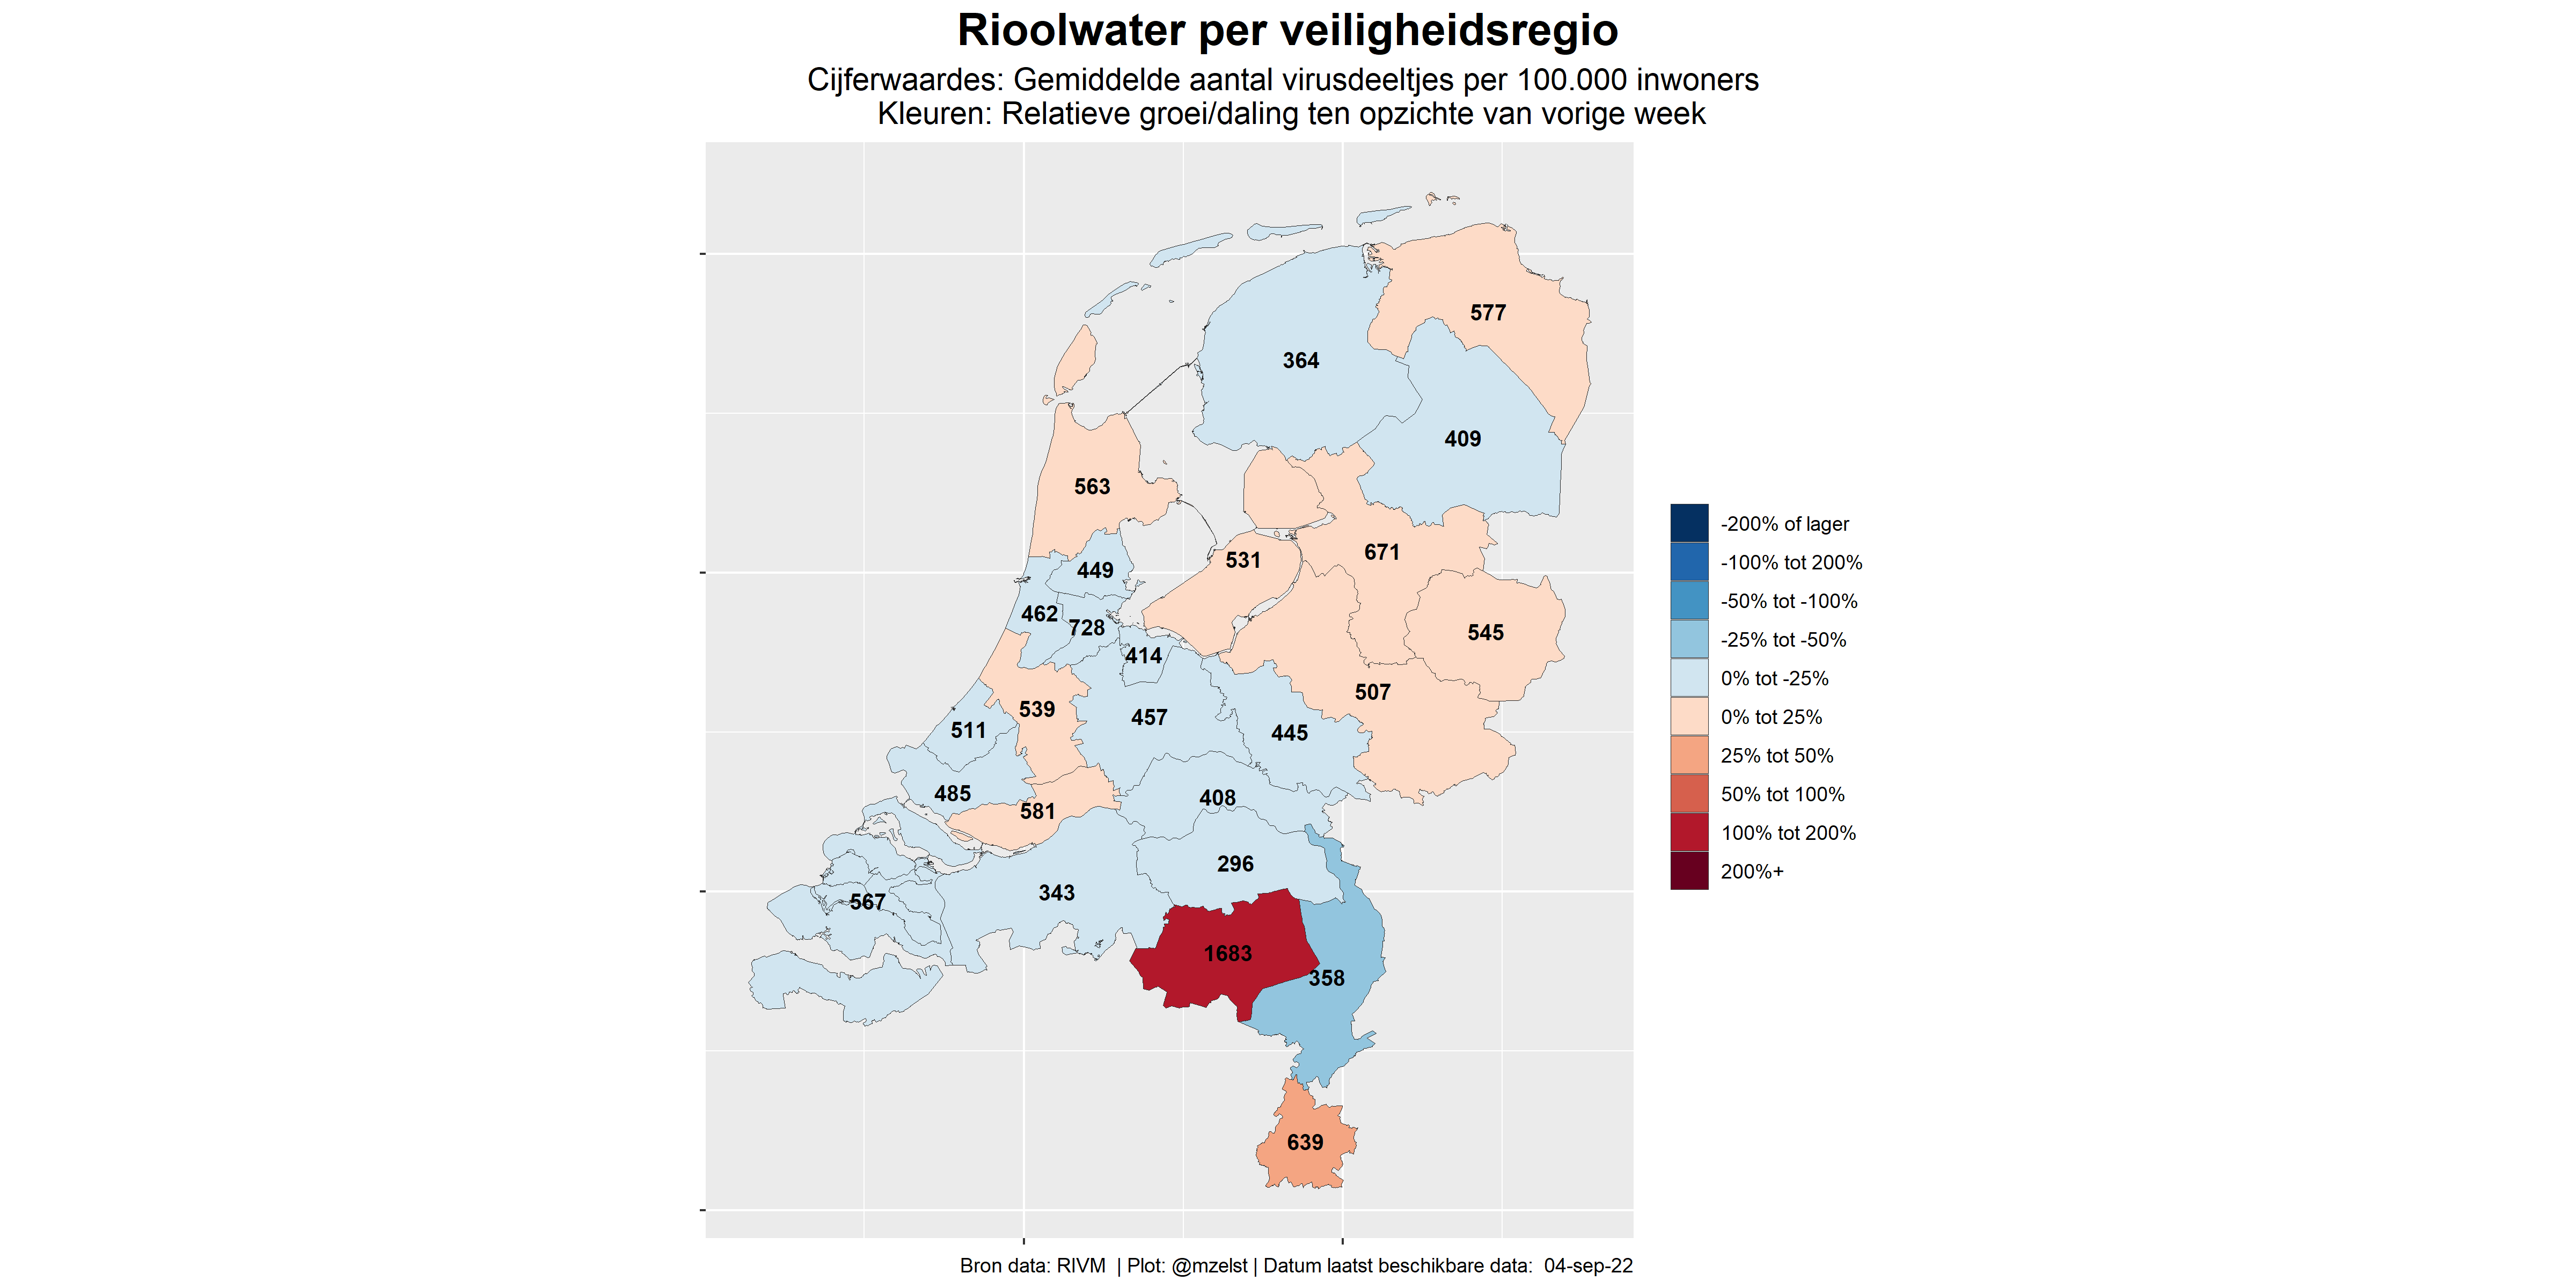 Rioolwater per veiligheidsregio
Cijferwaardes: Gemiddelde aantal virusdeeltjes per 100.000 inwoners
Kleuren: Relatieve groei/daling ten opzichte van vorige week
577
364
409
563
671
531
449
462
728
545
414
507
539
457
511
445
485
408
581
296
343
567
1683
358
639
-200% of lager
-100% tot 200%
-50% tot -100%
-25% tot -50%
0% tot -25%
0% tot 25%
25% tot 50%
50% tot 100%
100% tot 200%
200%+
Bron data: RIVM | Plot: @mzelst | Datum laatst beschikbare data: 04-sep-22